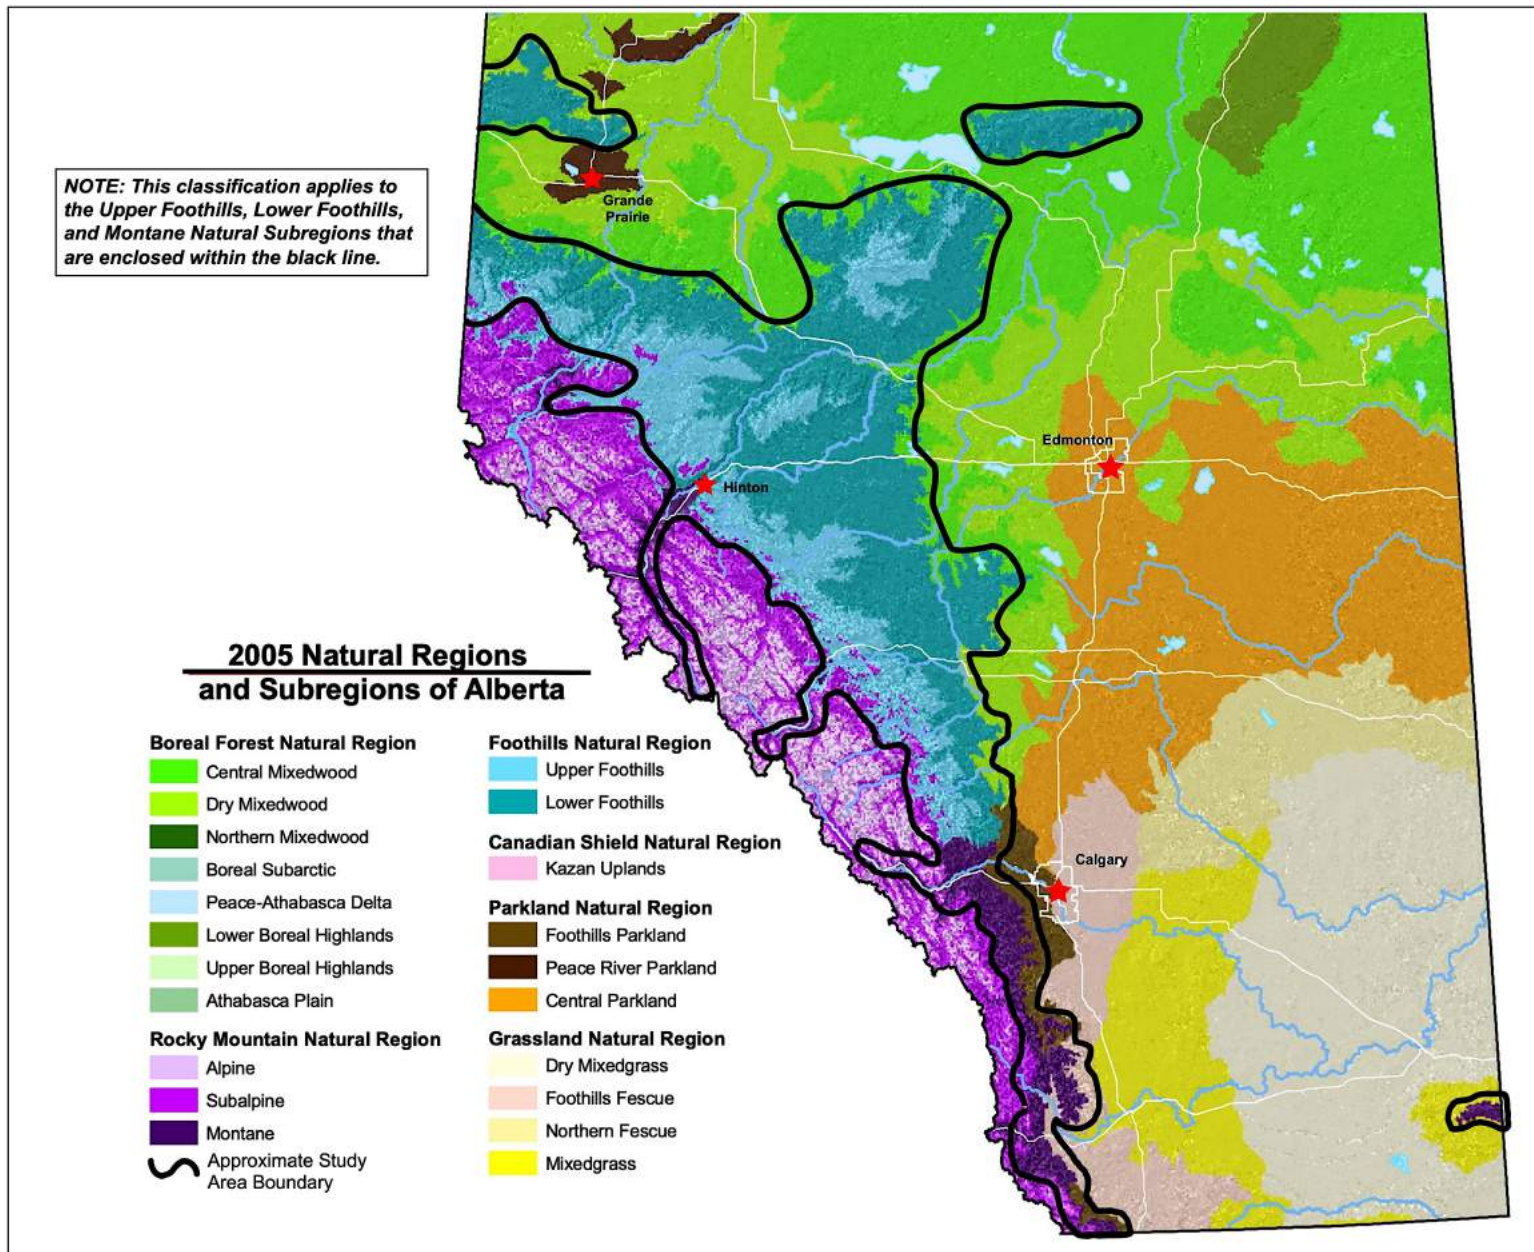 NOTE: This classification applies to
the Upper Foothills, Lower Foothills,
and Montane Natural Subregions that
are enclosed within the black line.
Grande
Prairie
Edmonton
Hinton
Calgary
2005 Natural Regions
and Subregions of Alberta
Boreal Forest Natural Region
Central Mixedwood
Dry Mixedwood
Northern Mixedwood
Boreal Subarctic
Peace-Athabasca Delta
Lower Boreal Highlands
Upper Boreal Highlands
Athabasca Plain
Rocky Mountain Natural Region
Alpine
Subalpine
Montane
Approximate Study
Area Boundary
Foothills Natural Region
Upper Foothills
Lower Foothills
Canadian Shield Natural Region
Kazan Uplands
Parkland Natural Region
Foothills Parkland
Peace River Parkland
Central Parkland
Grassland Natural Region
Dry Mixedgrass
Foothills Fescue
Northern Fescue
Mixedgrass